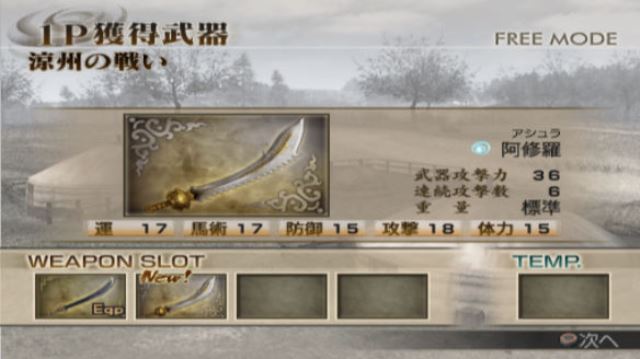 1P獲得武器
FREE MODE
涼州の戦い
アシュラ
阿修羅
武器攻撃力 36
連続攻撃数 6
重量 標準
運 17 馬術 17 防御 15 攻撃 18 体力 15
WEAPON SLOT
TEMP.
Eqp
New!
次へ